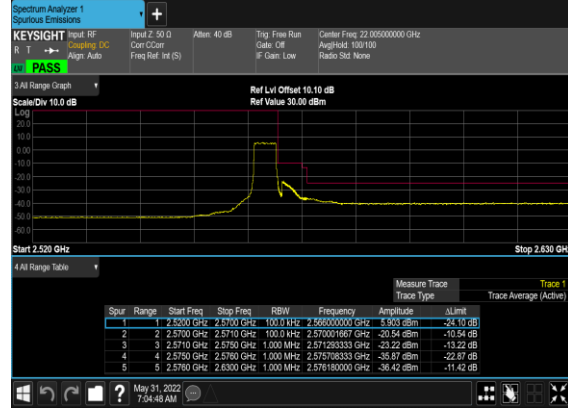 Spectrum Analyzer 1
Spurious Emissions
+
KEYSIGHT Input: RF Input Z: 50 Ω Atten: 40 dB Trig: Free Run Center Freq: 22.005000000 GHz
R T Coupling: DC Corr CCorr Gate: Off Avg|Hold: 100/100
Align: Auto Freq Ref: Int (S) IF Gain: Low Radio Std: None
PASS
3 All Range Graph
Ref Lvl Offset 10.10 dB
Scale/Div 10.0 dB Ref Value 30.00 dBm
Log
20.0
10.0
0.00
-10.0
-20.0
-30.0
-40.0
-50.0
-60.0
Start 2.520 GHz Stop 2.630 GH
4 All Range Table
Measure Trace Trace 1
Trace Type Trace Average (Active)
Spur Range Start Freq Stop Freq RBW Frequency Amplitude ΔLimit
1 1 2.5200 GHz 2.5700 GHz 100.0 kHz 2.566000000 GHz 5.903 dBm -24.10 dB
2 2 2.5700 GHz 2.5710 GHz 100.0 kHz 2.570001667 GHz -20.54 dBm -10.54 dB
3 3 2.5710 GHz 2.5750 GHz 1.000 MHz 2.571293333 GHz -23.22 dBm -13.22 dB
4 4 2.5750 GHz 2.5760 GHz 1.000 MHz 2.575708333 GHz -35.87 dBm -22.87 dB
5 5 2.5760 GHz 2.6300 GHz 1.000 MHz 2.576180000 GHz -36.42 dBm -11.42 dB
? May 31, 2022
7:04:48 AM